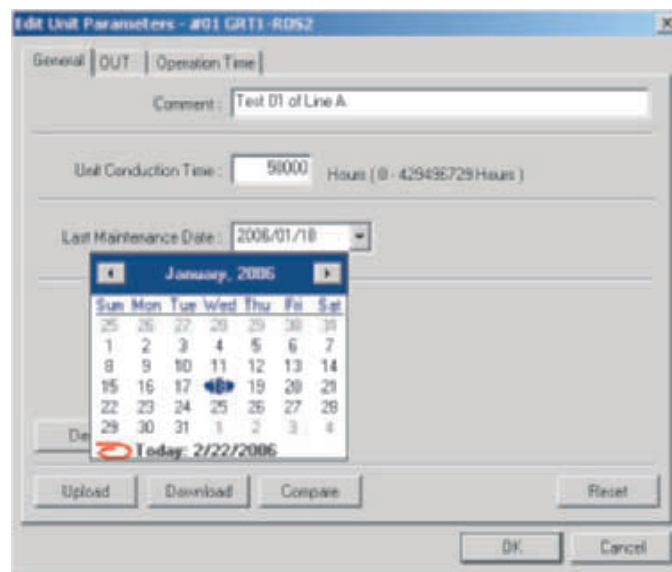 Edit Unit Parameters - #01 GRT1-ROS2
General OUT Operation Time
Comment : Test 01 of Line A
Unit Conduction Time : 50000 Hours ( 0 - 429496729 Hours )
Last Maintenance Date : 2006/01/18
January, 2006
Sun Mon Tue Wed Thu Fri Sat
25 26 27 28 29 30 31
1 2 3 4 5 6 7
8 9 10 11 12 13 14
15 16 17 18 19 20 21
22 23 24 25 26 27 28
29 30 31 1 2 3 4
De
Today: 2/22/2006
Upload Download Compare Reset
OK Cancel